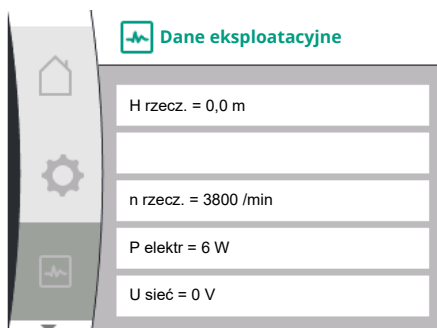 Dane eksploatacyjne
H rzecz. = 0,0 m
n rzecz. = 3800 /min
P elektr = 6 W
U sieć = 0 V